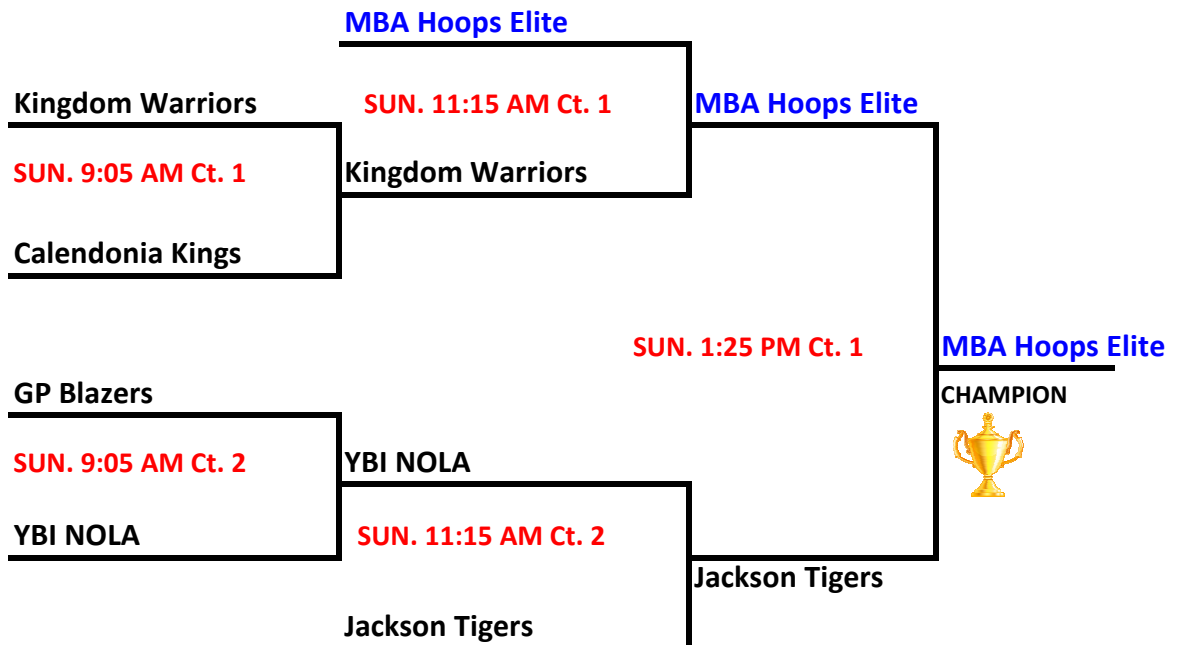 MBA Hoops Elite
Kingdom Warriors
SUN. 11:15 AM Ct. 1
MBA Hoops Elite
SUN. 9:05 AM Ct. 1
Kingdom Warriors
Calendonia Kings
SUN. 1:25 PM Ct. 1
MBA Hoops Elite
GP Blazers
CHAMPION
SUN. 9:05 AM Ct. 2
YBI NOLA
YBI NOLA
SUN. 11:15 AM Ct. 2
Jackson Tigers
Jackson Tigers